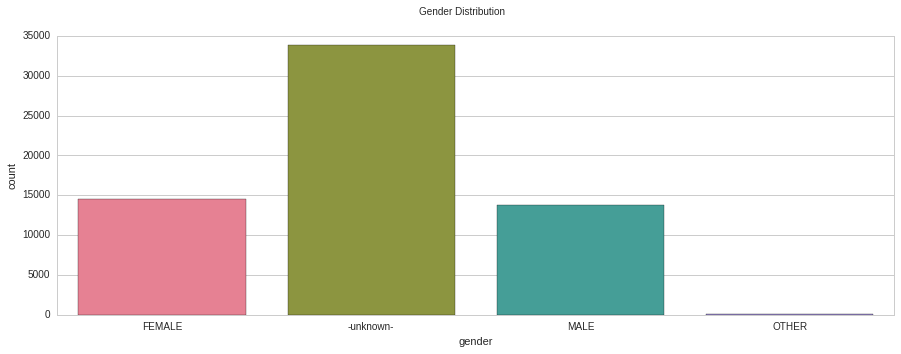 Gender Distribution
35000
30000
25000
20000
15000
10000
5000
0
count
FEMALE
-unknown-
MALE
OTHER
gender